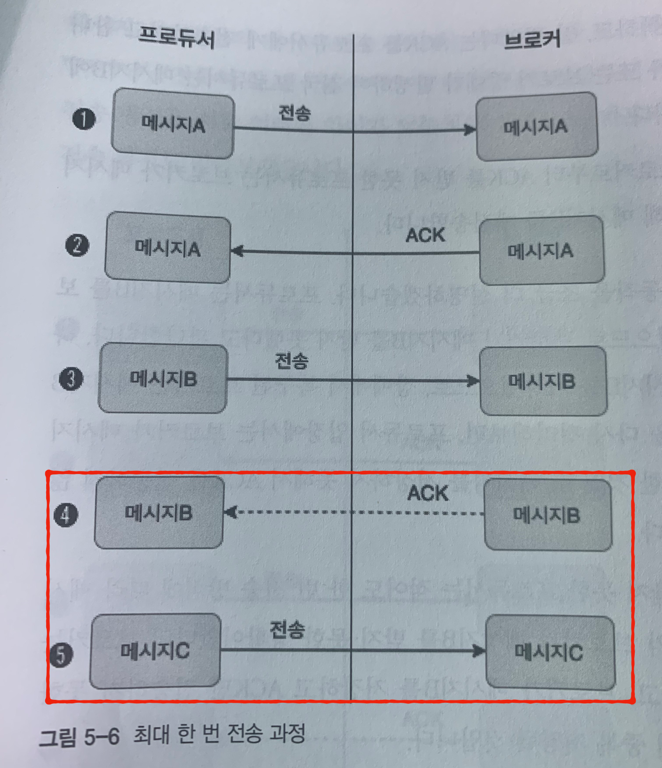 프로듀서 브로커
❶ 메시지A 전송 메시지A
❷ 메시지A ACK 메시지A
❸ 메시지B 전송 메시지B
❹ 메시지B ACK 메시지B
❺ 메시지C 전송 메시지C
그림 5-6 최대 한 번 전송 과정